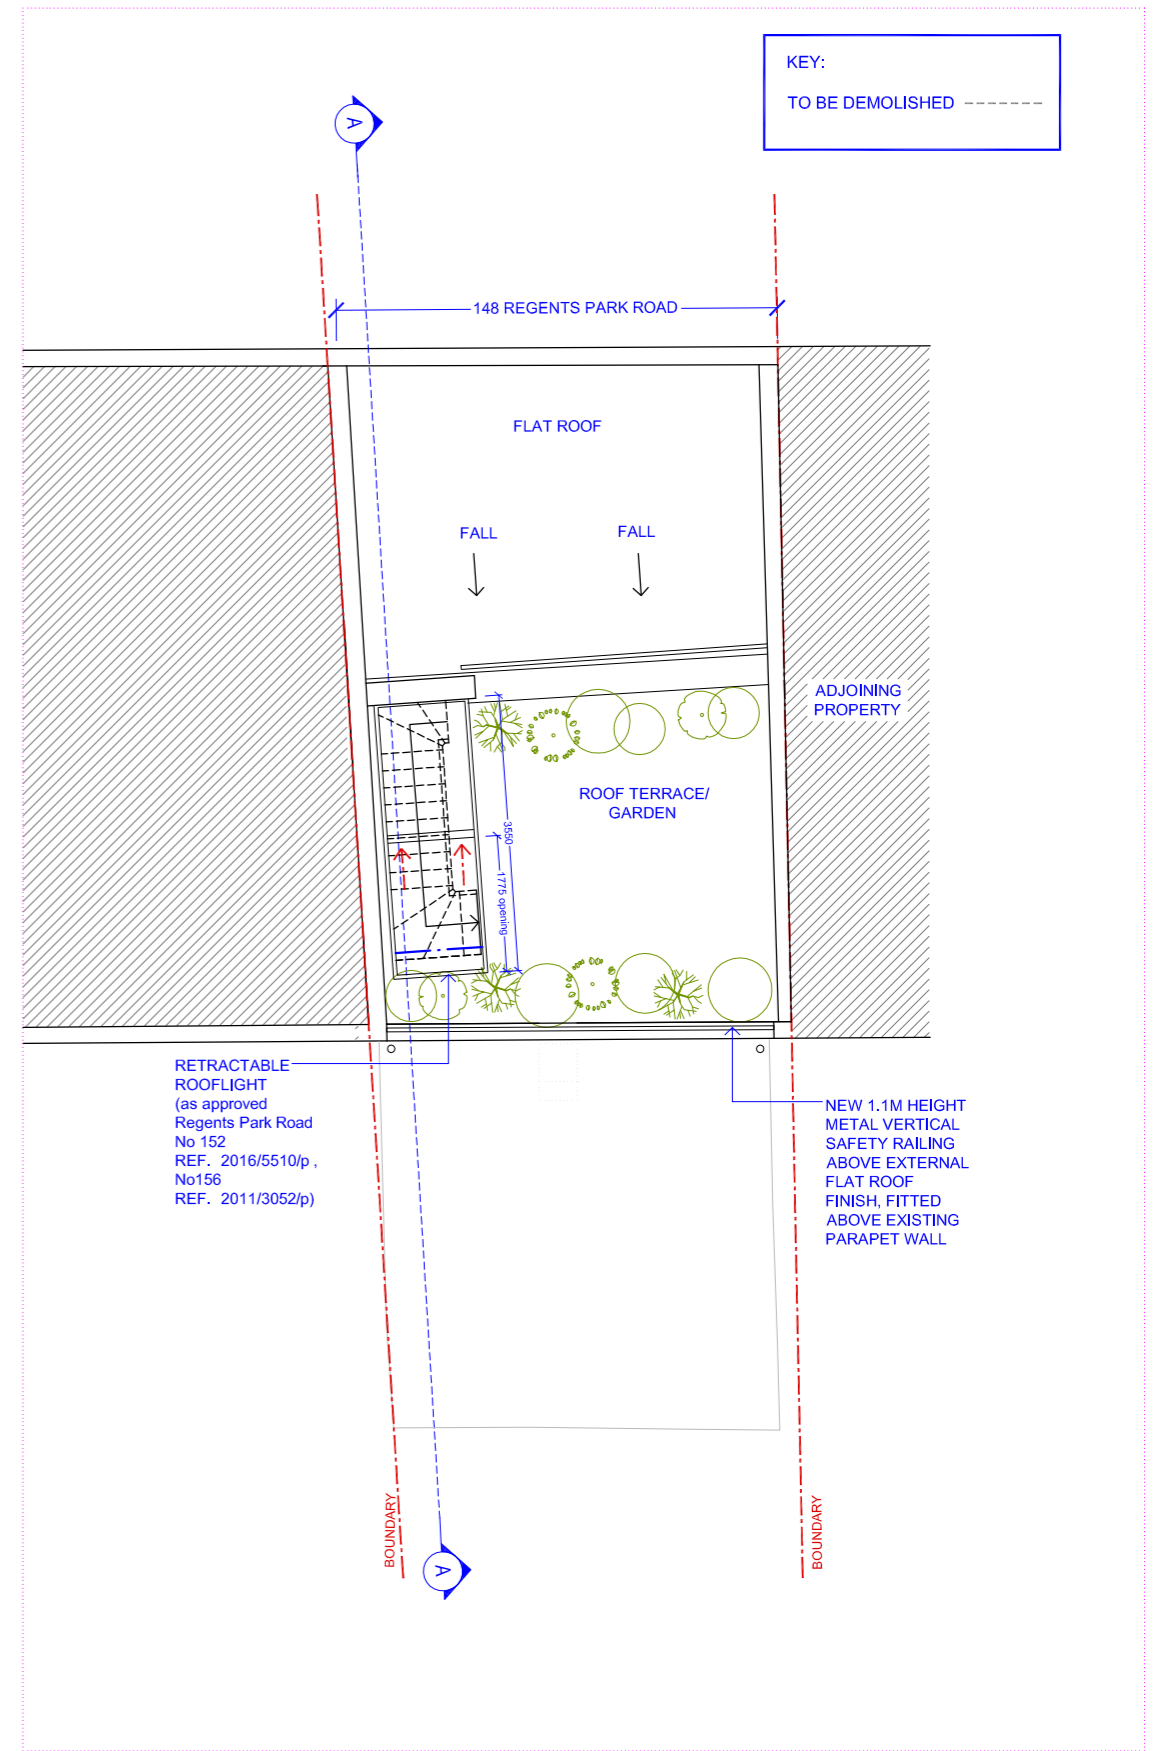 KEY:
TO BE DEMOLISHED
A
148 REGENTS PARK ROAD
FLAT ROOF
FALL
FALL
ADJOINING
PROPERTY
ROOF TERRACE/
GARDEN
3550
1775 opening
RETRACTABLE
ROOFLIGHT
(as approved
Regents Park Road
No 152
REF. 2016/5510/p ,
No156
REF. 2011/3052/p)
NEW 1.1M HEIGHT
METAL VERTICAL
SAFETY RAILING
ABOVE EXTERNAL
FLAT ROOF
FINISH, FITTED
ABOVE EXISTING
PARAPET WALL
BOUNDARY
BOUNDARY
A